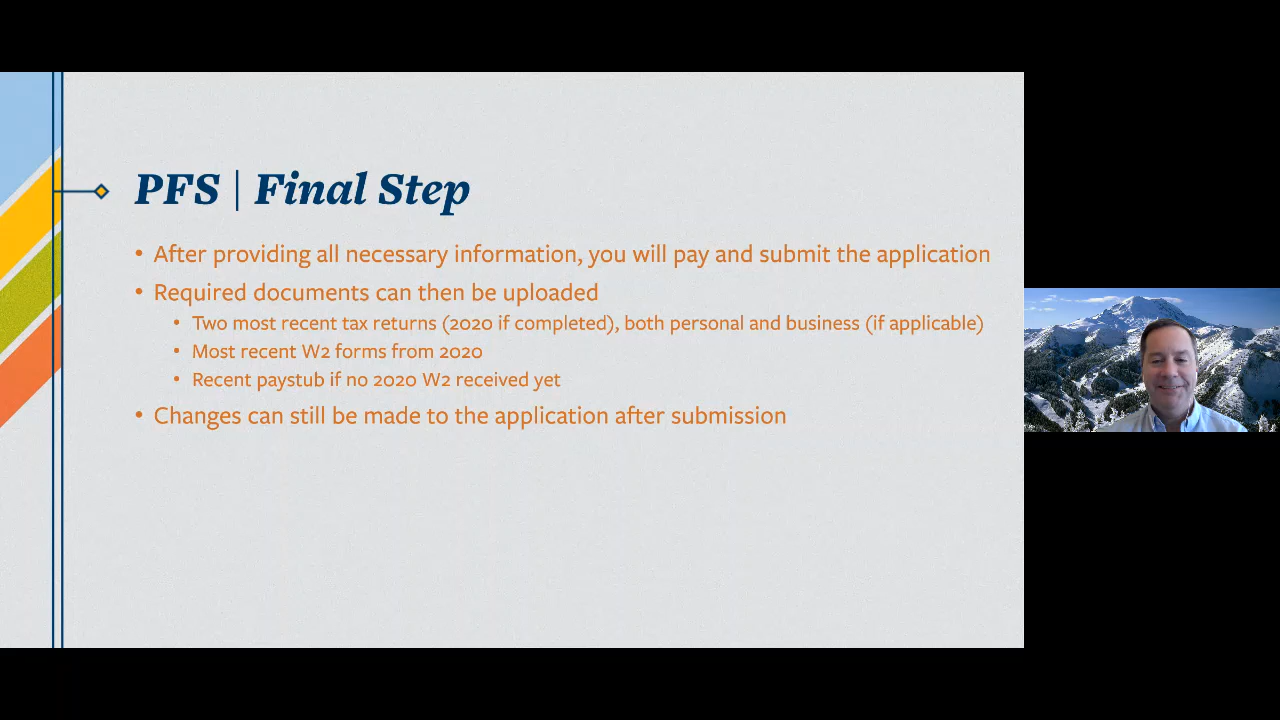 PFS | Final Step
• After providing all necessary information, you will pay and submit the application
• Required documents can then be uploaded
• Two most recent tax returns (2020 if completed), both personal and business (if applicable)
• Most recent W2 forms from 2020
• Recent paystub if no 2020 W2 received yet
• Changes can still be made to the application after submission